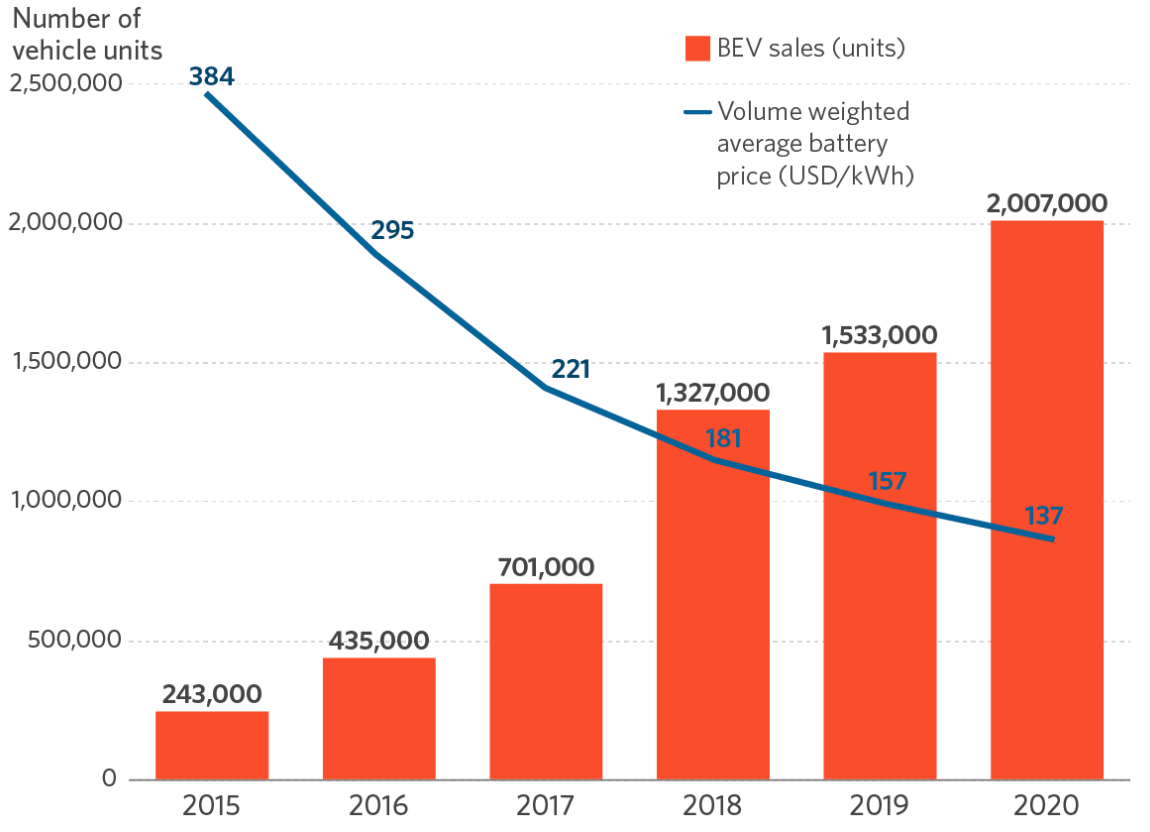 Number of
vehicle units
BEV sales (units)
Volume weighted
average battery
price (USD/kWh)
2,500,000
384
2,000,000
295
2,007,000
1,500,000
221
1,327,000
1,533,000
181
157
137
1,000,000
701,000
500,000
435,000
243,000
0
2015 2016 2017 2018 2019 2020